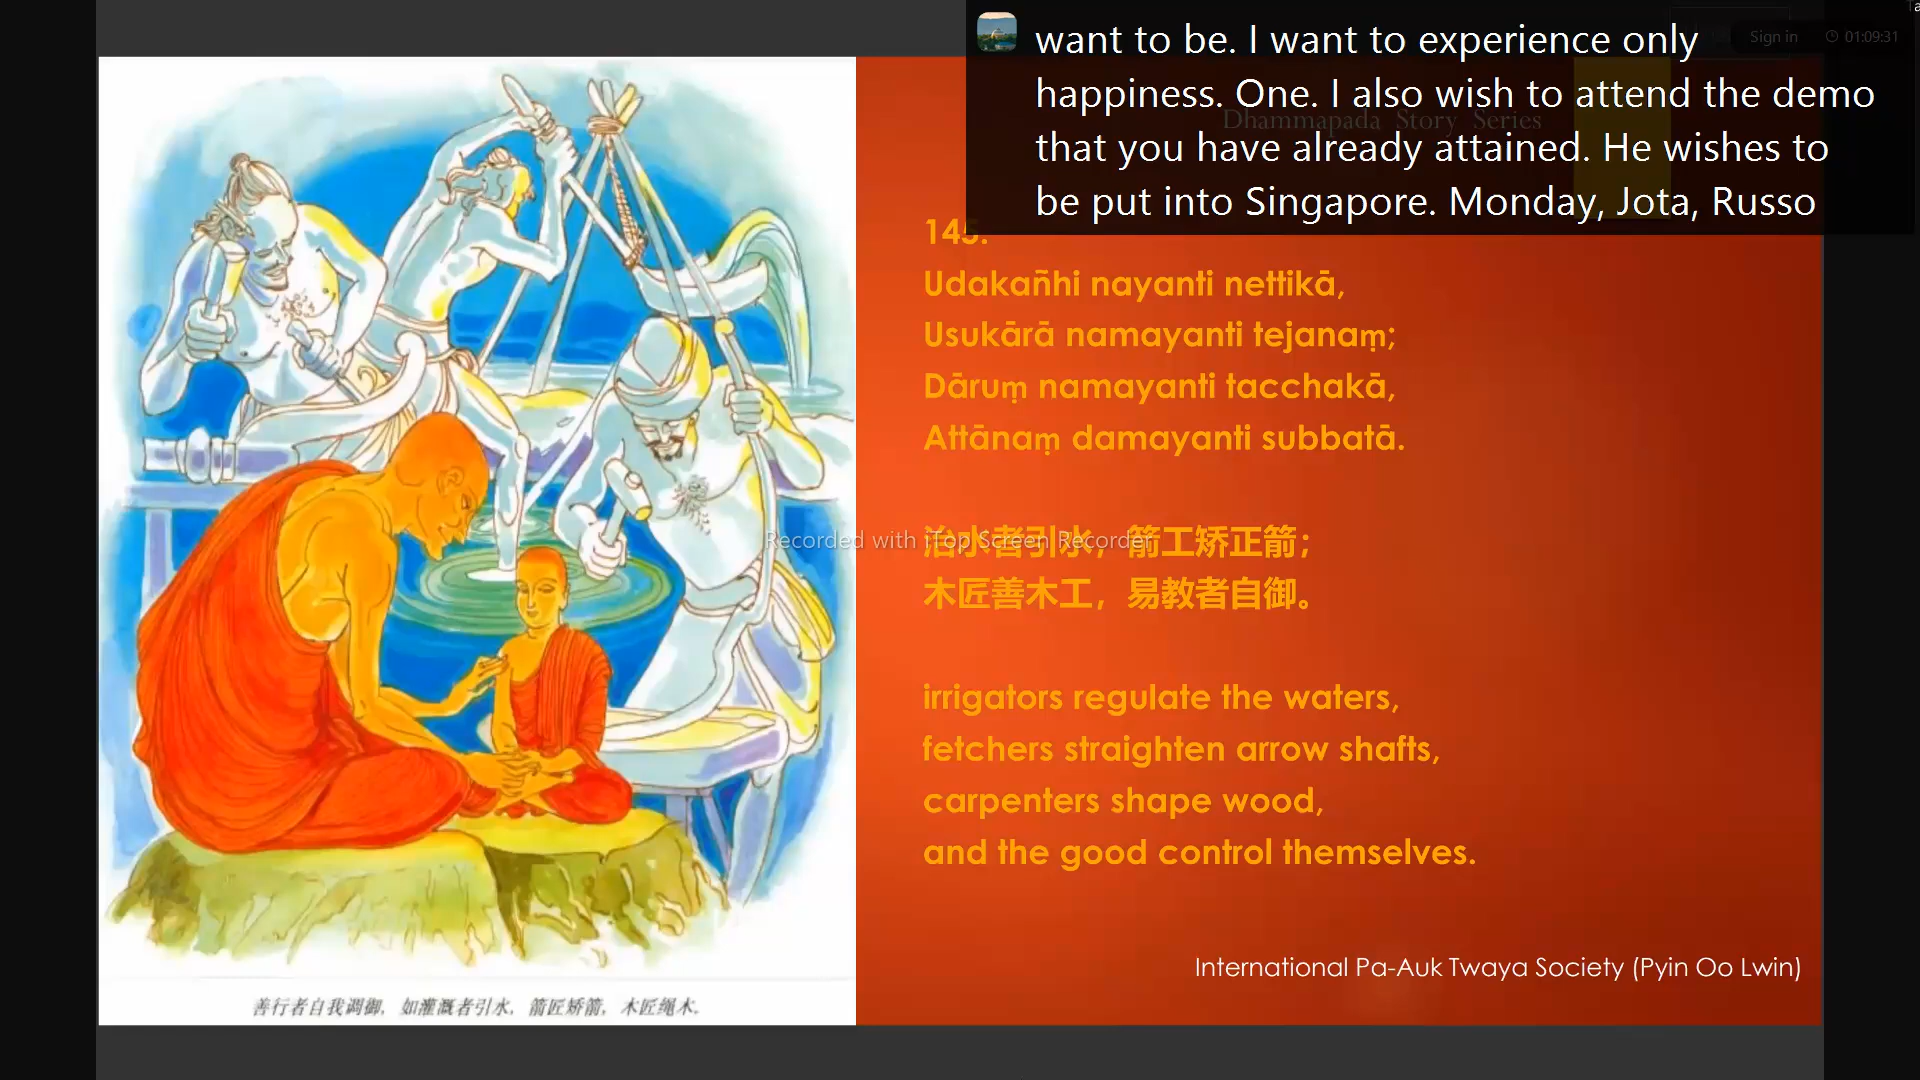 want to be. I want to experience only
happiness. One. I also wish to attend the demo
that you have already attained. He wishes to
be put into Singapore. Monday, Jota, Russo
Sign in
01:09:31
Dhammapada Story Series
145.
Udakañhi nayanti nettikā,
Usukārā namayanti tejanaṃ;
Dāruṃ namayanti tacchakā,
Attānaṃ damayanti subbatā.
治水者引水，箭工矫正箭；
木匠善木工，易教者自御。
Recorded with iTop Screen Recorder
irrigators regulate the waters,
fetchers straighten arrow shafts,
carpenters shape wood,
and the good control themselves.
International Pa-Auk Twaya Society (Pyin Oo Lwin)
善行者自我调御，如灌溉者引水，箭匠矫箭，木匠绳木。